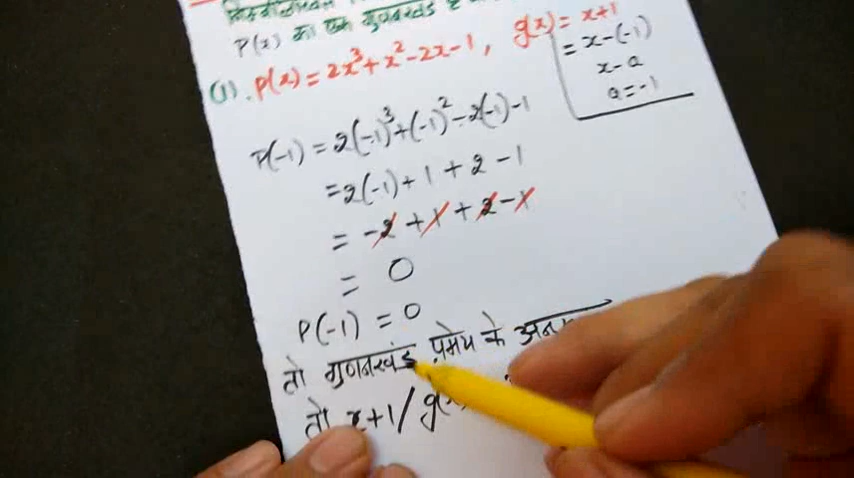 P(x) का एक गुणनखंड है
(1). P(x) = 2x³+x²-2x-1, g(x) = x+1
= x-(-1)
x-a
a=-1
P(-1) = 2(-1)³+(-1)²-2(-1)-1
=2(-1)+1+2-1
= -2+1+2-1
= 0
P(-1) = 0
तो गुणनखंड प्रमेय के
तो x+1/g(